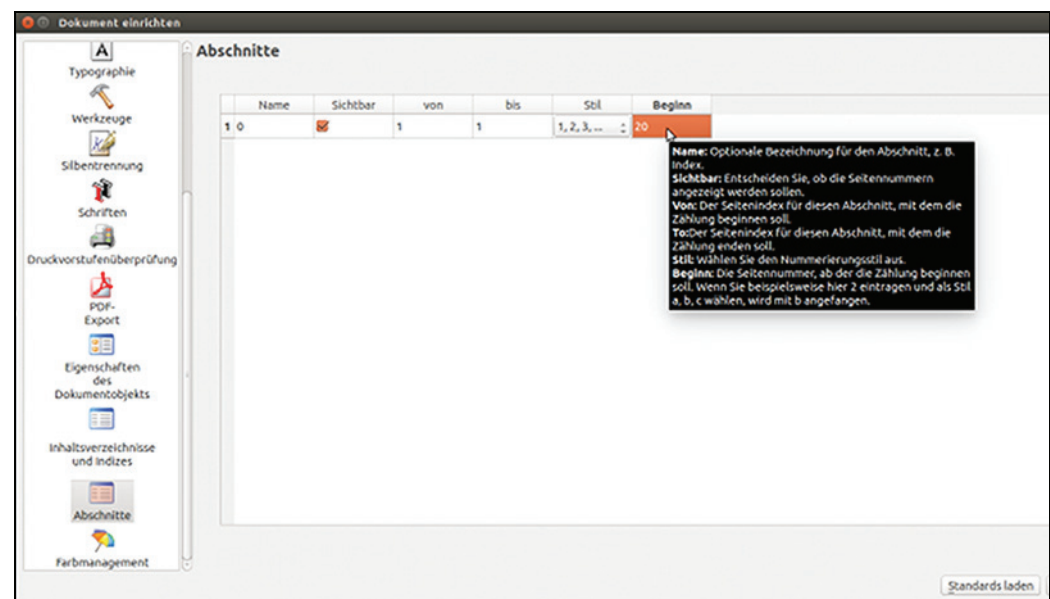 Dokument einrichten
A
Typographie
Werkzeuge
Silbentrennung
Schriften
Druckvorstufenüberprüfung
PDF-
Export
Eigenschaften
des
Dokumentobjekts
Inhaltsverzeichnisse
und Indizes
Abschnitte
Farbmanagement
Abschnitte
Name Sichtbar von bis Stil Beginn
1 0 1 1 1, 2, 3, ... 20
Name: Optionale Bezeichnung für den Abschnitt, z. B.
Index.
Sichtbar: Entscheiden Sie, ob die Seitennummern
angezeigt werden sollen.
Von: Der Seitenindex für diesen Abschnitt, mit dem die
Zählung beginnen soll.
To:Der Seitenindex für diesen Abschnitt, mit dem die
Zählung enden soll.
Stil: Wählen Sie den Nummerierungsstil aus.
Beginn: Die Seitennummer, ab der die Zählung beginnen
soll. Wenn Sie beispielsweise hier 2 eintragen und als Stil
a, b, c wählen, wird mit b angefangen.
Standards laden